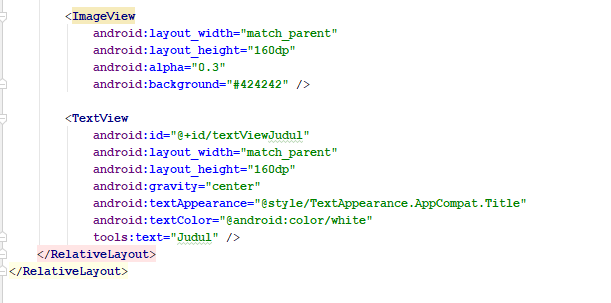 <ImageView
android:layout_width="match_parent"
android:layout_height="160dp"
android:alpha="0.3"
android:background="#424242" />
<TextView
android:id="@+id/textViewJudul"
android:layout_width="match_parent"
android:layout_height="160dp"
android:gravity="center"
android:textAppearance="@style/TextAppearance.AppCompat.Title"
android:textColor="@android:color/white"
tools:text="Judul" />
</RelativeLayout>
</RelativeLayout>